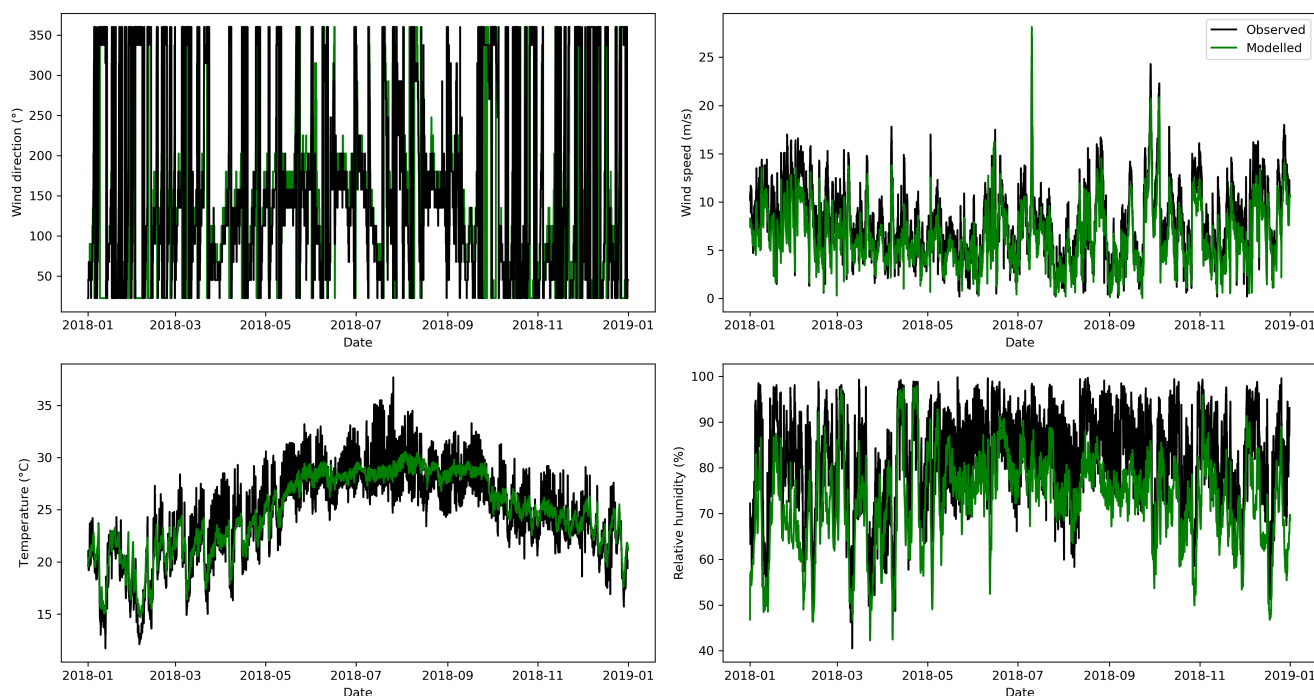 350
300
250
200
150
100
50
Wind direction (°)
2018-01 2018-03 2018-05 2018-07 2018-09 2018-11 2019-01
Date
Observed
Modelled
25
20
15
10
5
0
Wind speed (m/s)
2018-01 2018-03 2018-05 2018-07 2018-09 2018-11 2019-01
Date
35
30
25
20
15
Temperature (°C)
2018-01 2018-03 2018-05 2018-07 2018-09 2018-11 2019-01
Date
100
90
80
70
60
50
40
Relative humidity (%)
2018-01 2018-03 2018-05 2018-07 2018-09 2018-11 2019-01
Date